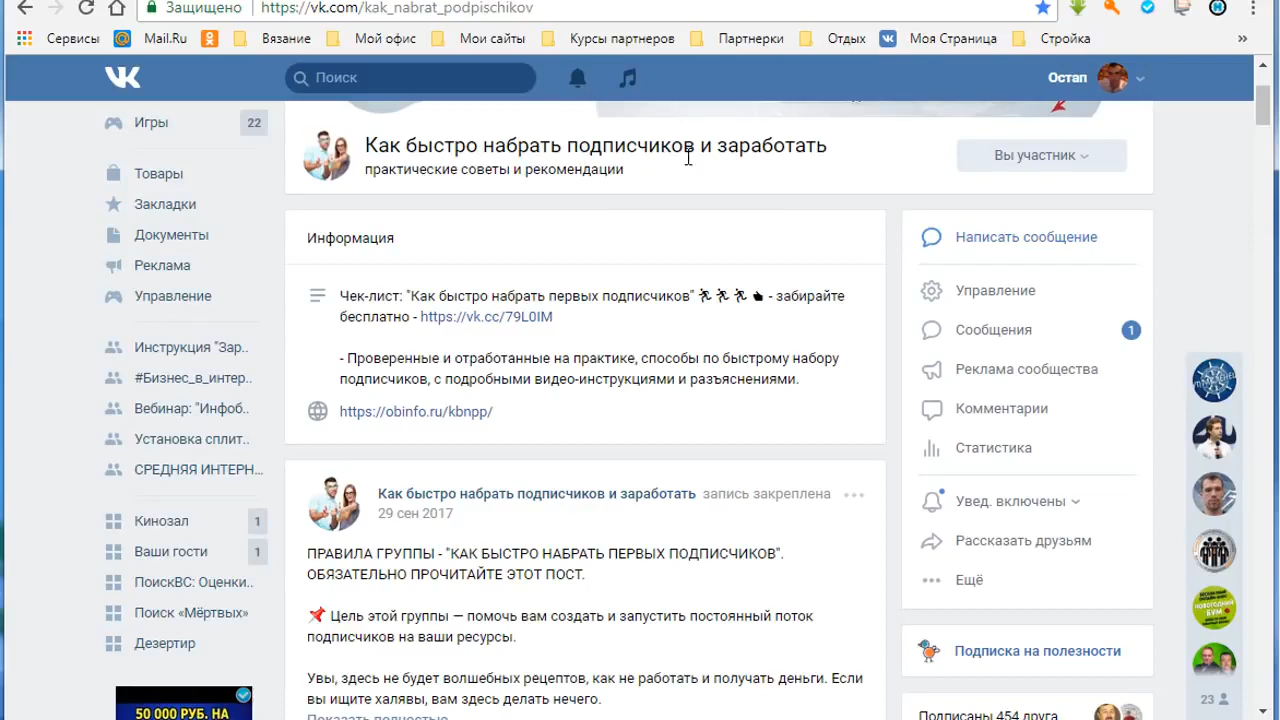 Защищено https://vk.com/kak_nabrat_podpischikov
Сервисы Mail.Ru Вязание Мой офис Мои сайты Курсы партнеров Партнерки Отдых Моя Страница Стройка »
Поиск
Остап
Игры 22
Товары
Закладки
Документы
Реклама
Управление
Инструкция "Зар..
#Бизнес_в_интер..
Вебинар: "Инфоб..
Установка сплит..
СРЕДНЯЯ ИНТЕРН...
Кинозал 1
Ваши гости 1
ПоискВС: Оценки..
Поиск «Мёртвых»
Дезертир
50 000 РУБ. НА
Как быстро набрать подписчиков и заработать
практические советы и рекомендации
Вы участник
Информация
Чек-лист: "Как быстро набрать первых подписчиков" - забирайте
бесплатно - https://vk.cc/79L0IM
- Проверенные и отработанные на практике, способы по быстрому набору
подписчиков, с подробными видео-инструкциями и разъяснениями.
https://obinfo.ru/kbnpp/
Как быстро набрать подписчиков и заработать запись закреплена
29 сен 2017
ПРАВИЛА ГРУППЫ - "КАК БЫСТРО НАБРАТЬ ПЕРВЫХ ПОДПИСЧИКОВ".
ОБЯЗАТЕЛЬНО ПРОЧИТАЙТЕ ЭТОТ ПОСТ.
Цель этой группы — помочь вам создать и запустить постоянный поток
подписчиков на ваши ресурсы.
Увы, здесь не будет волшебных рецептов, как не работать и получать деньги. Если
вы ищите халявы, вам здесь делать нечего.
Показать полностью
Написать сообщение
Управление
Сообщения 1
Реклама сообщества
Комментарии
Статистика
Увед. включены
Рассказать друзьям
Ещё
Подписка на полезности
Подписаны 454 друга
НОВОГОДНИЙ
БУМ
23